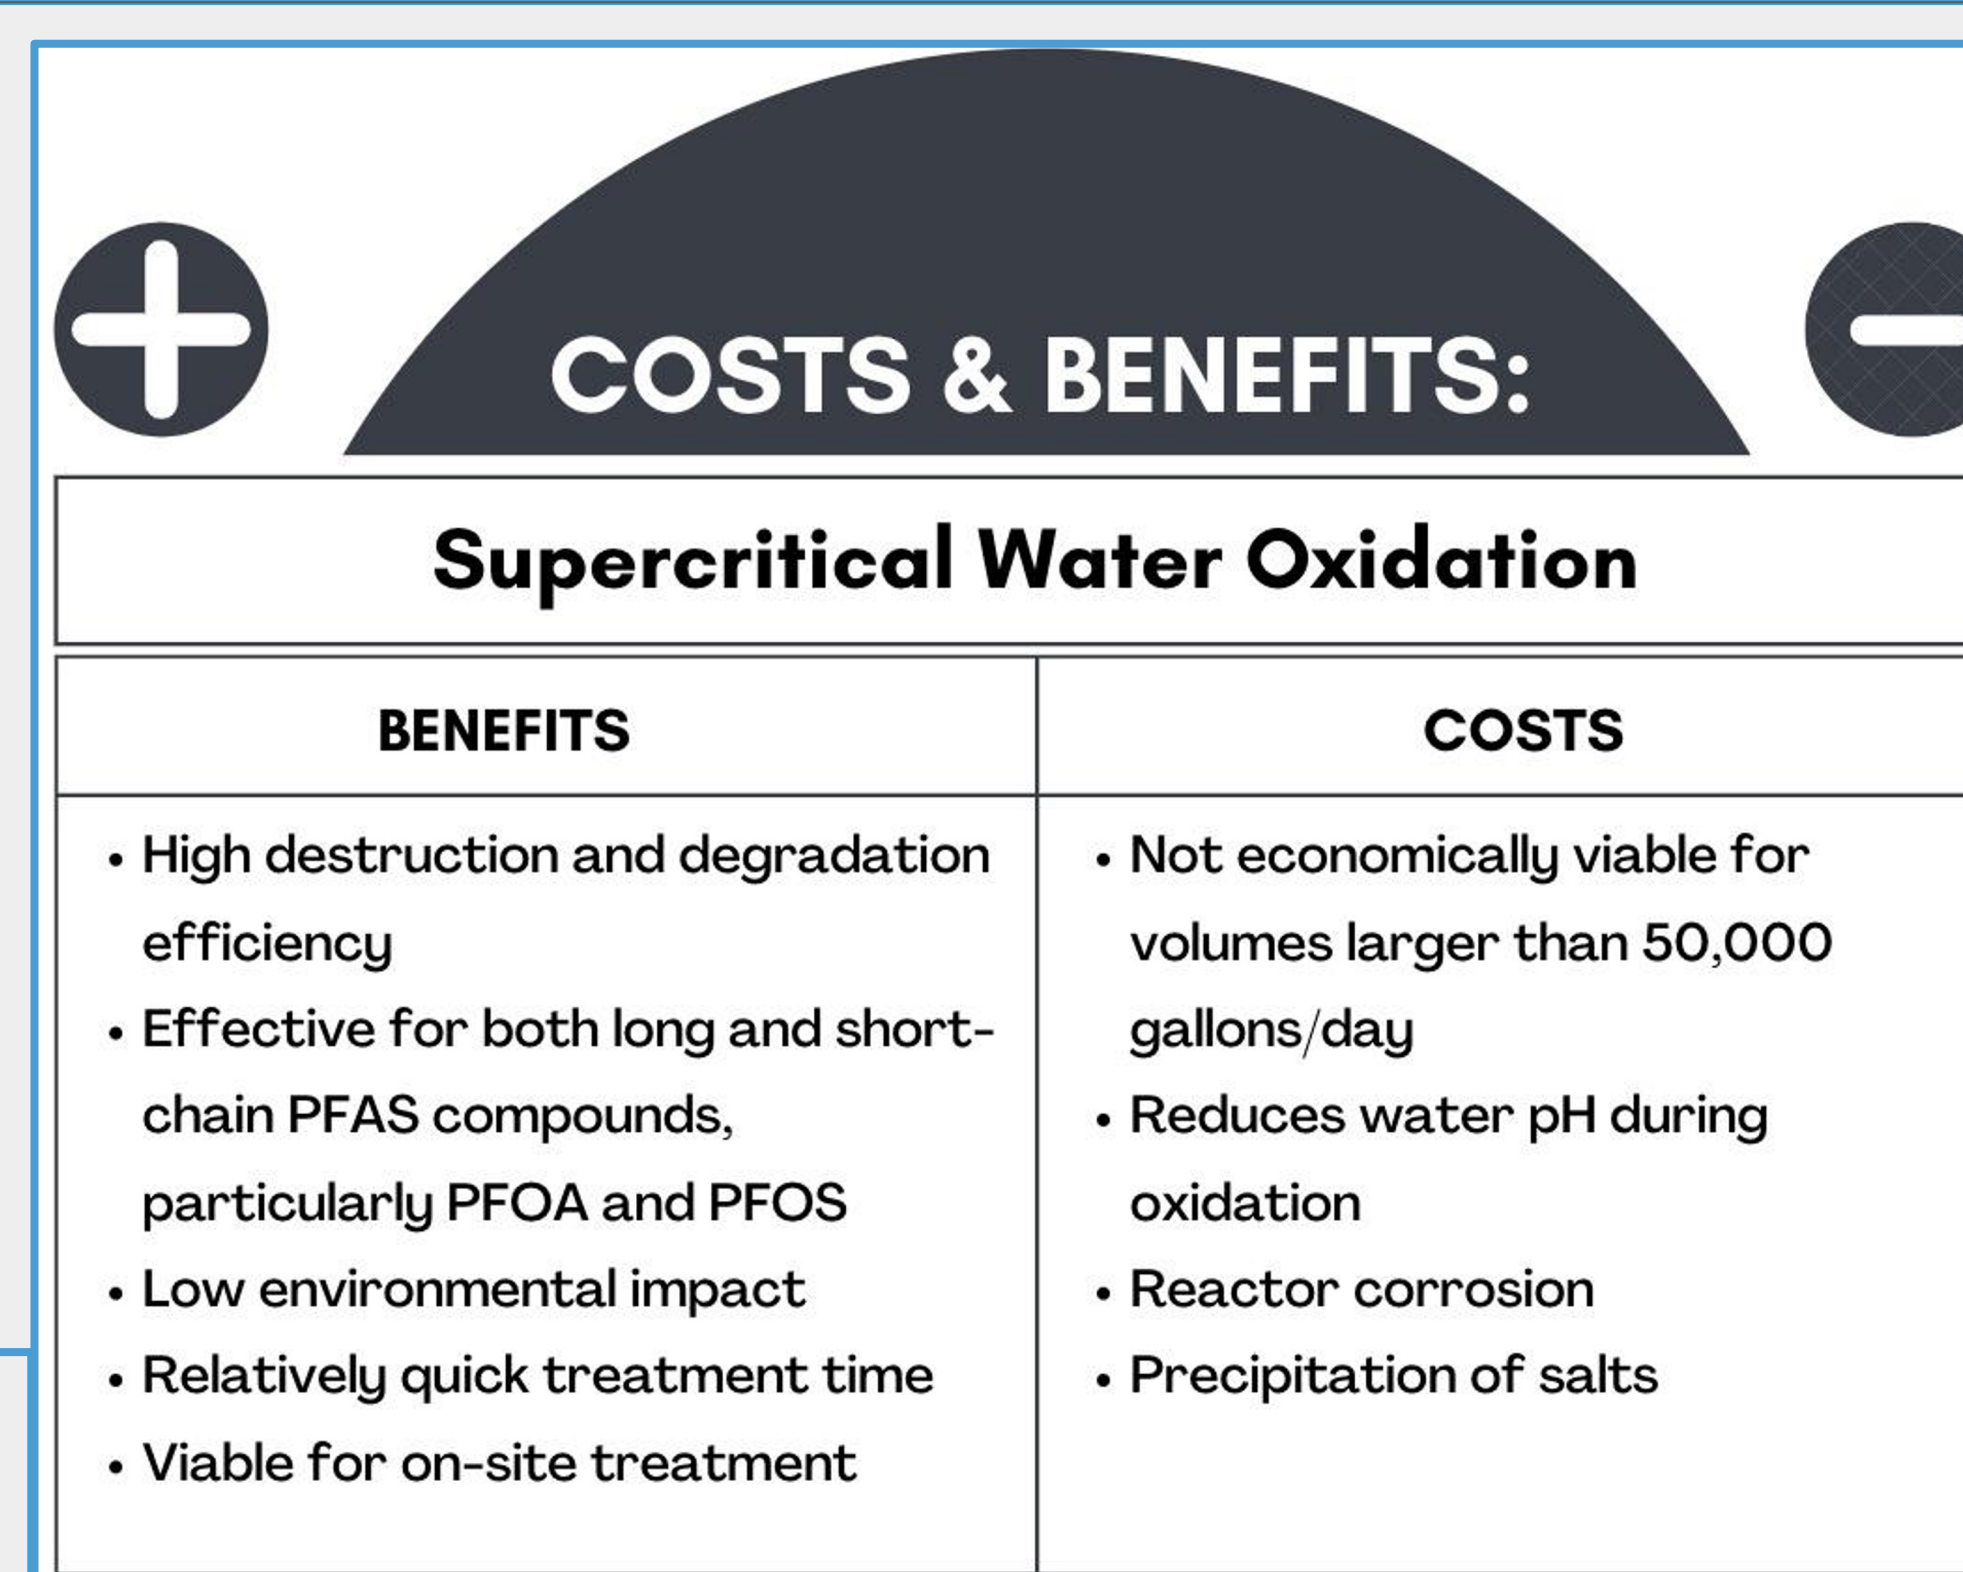 COSTS & BENEFITS:
Supercritical Water Oxidation
BENEFITS
COSTS
• High destruction and degradation
efficiency
• Effective for both long and short-
chain PFAS compounds,
particularly PFOA and PFOS
• Low environmental impact
• Relatively quick treatment time
• Viable for on-site treatment
• Not economically viable for
volumes larger than 50,000
gallons/day
• Reduces water pH during
oxidation
• Reactor corrosion
• Precipitation of salts